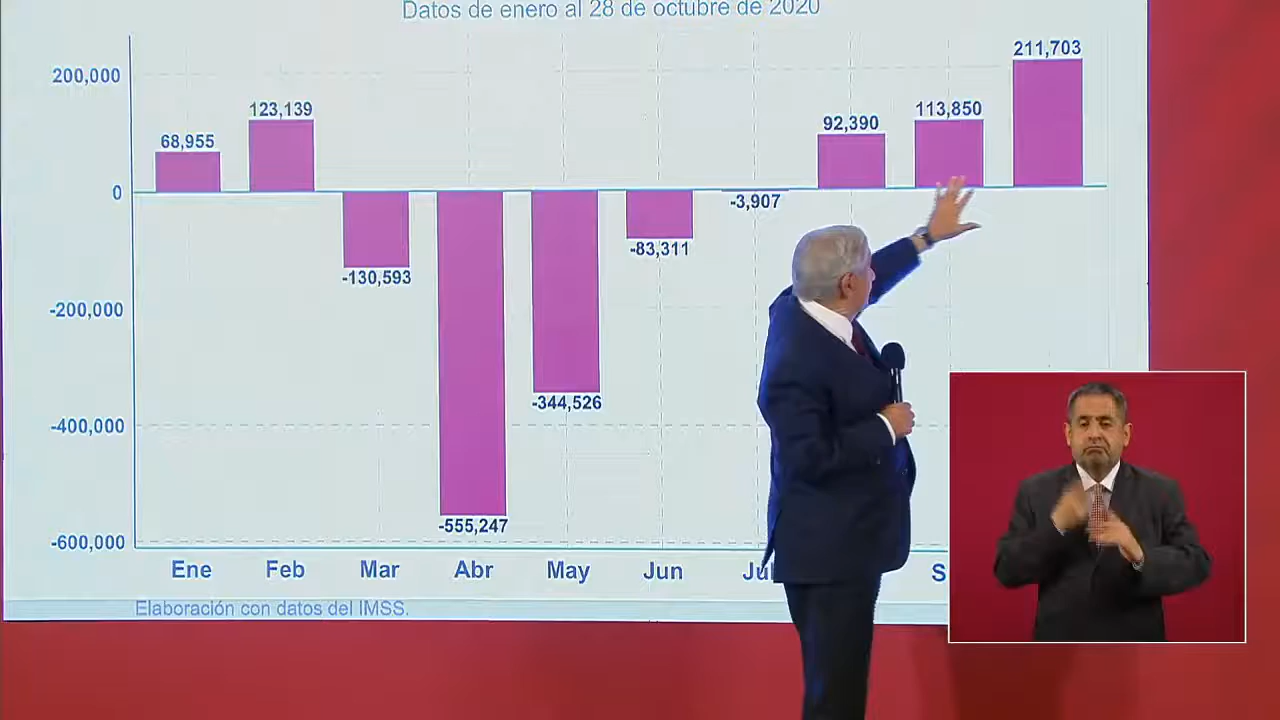 Datos de enero al 28 de octubre de 2020
200,000
0
-200,000
-400,000
-600,000
68,955
123,139
-130,593
-555,247
-344,526
-83,311
-3,907
92,390
113,850
211,703
Ene
Feb
Mar
Abr
May
Jun
Elaboración con datos del IMSS.